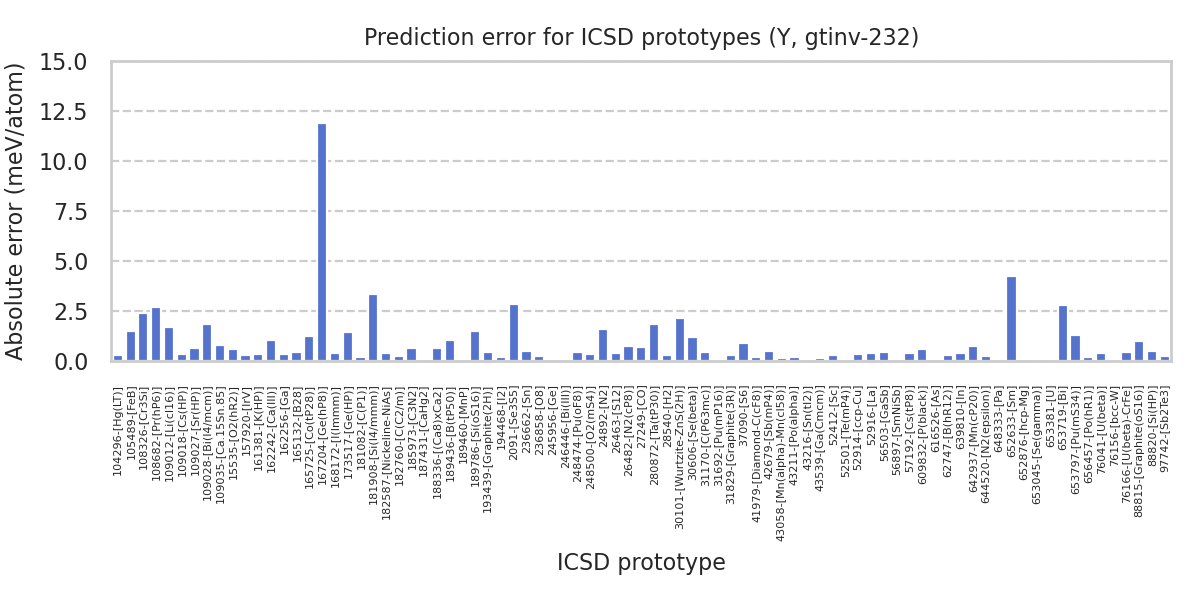 Prediction error for ICSD prototypes (Y, gtinv-232)
Absolute error (meV/atom)
15.0
12.5
10.0
7.5
5.0
2.5
0.0
104296-[Hg(LT)]
105489-[FeB]
108326-[Cr3Si]
108682-[Pr(hP6)]
109012-[Li(cI16)]
109018-[Cs(HP)]
109027-[Sr(HP)]
109028-[Bi(I4/mcm)]
109035-[Ca.15Sn.85]
15535-[O2(hR2)]
157920-[IrV]
161381-[K(HP)]
162242-[Ca(III)]
162256-[Ga]
165132-[B28]
165725-[Co(tP28)]
167204-[Ge(hP8)]
168172-[I(Immm)]
173517-[Ge(HP)]
181082-[C(P1)]
181908-[Si(I4/mmm)]
182587-[Nickeline-NiAs]
182760-[C(C2/m)]
185973-[C3N2]
187431-[CaHg2]
188336-[(Ca8)xCa2]
189436-[B(tP50)]
189460-[MnP]
189786-[Si(oS16)]
193439-[Graphite(2H)]
194468-[I2]
2091-[Se3S5]
236662-[Sn]
236858-[O8]
245956-[Ge]
246446-[Bi(III)]
248474-[Pu(oF8)]
248500-[O2(mS4)]
24892-[N2]
26463-[S12]
26482-[N2(cP8)]
27249-[CO]
280872-[Ta(tP30)]
28540-[H2]
30101-[Wurtzite-ZnS(2H)]
30606-[Se(beta)]
31170-[C(P63mc)]
31692-[Pu(mP16)]
31829-[Graphite(3R)]
37090-[S6]
41979-[Diamond-C(cF8)]
42679-[Sb(mP4)]
43058-[Mn(alpha)-Mn(cI58)]
43211-[Po(alpha)]
43216-[Sn(tI2)]
43539-[Ga(Cmcm)]
52412-[Sc]
52501-[Te(mP4)]
52914-[ccp-Cu]
52916-[La]
56503-[GaSb]
56897-[SmNiSb]
57192-[Cs(tP8)]
609832-[P(black)]
616526-[As]
62747-[B(hR12)]
639810-[In]
642937-[Mn(cP20)]
644520-[N2(epsilon)]
648333-[Pa]
652633-[Sm]
652876-[hcp-Mg]
653045-[Se(gamma)]
653381-[U]
653719-[Bi]
653797-[Pu(mS34)]
656457-[Po(hR1)]
76041-[U(beta)]
76156-[bcc-W]
76166-[U(beta)-CrFe]
88815-[Graphite(oS16)]
88820-[Si(HP)]
97742-[Sb2Te3]
ICSD prototype